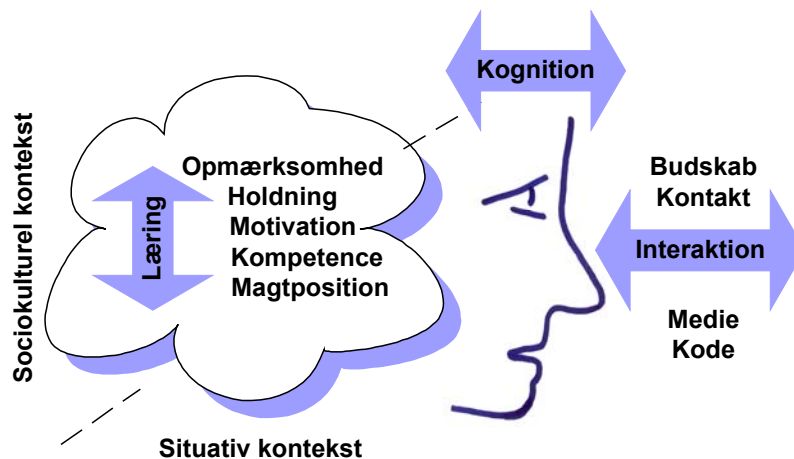 Kognition
Sociokulturel kontekst
Læring
Opmærksomhed
Holdning
Motivation
Kompetence
Magtposition
Budskab
Kontakt
Interaktion
Medie
Kode
Situativ kontekst